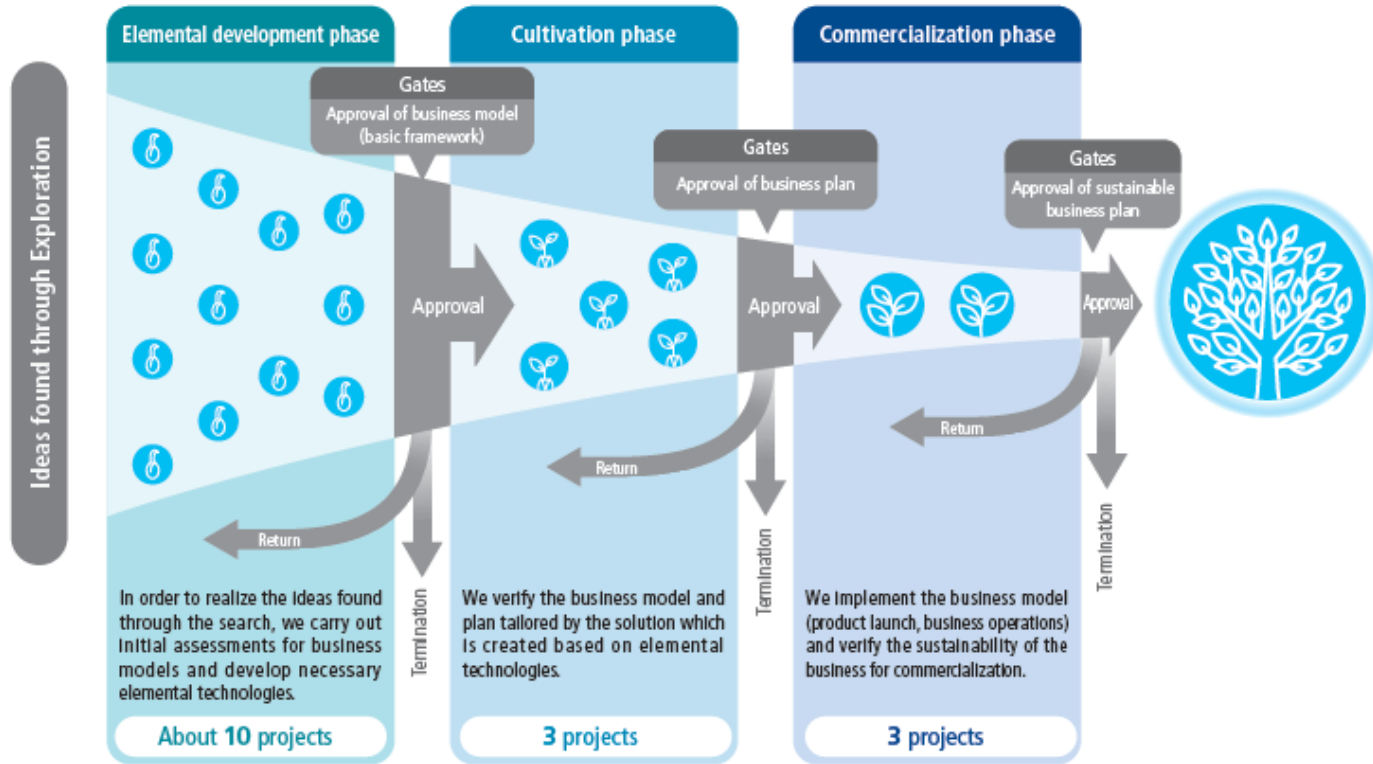 Ideas found through Exploration
Elemental development phase
Gates
Approval of business model
(basic framework)
Approval
Return
Termination
In order to realize the ideas found
through the search, we carry out
initial assessments for business
models and develop necessary
elemental technologies.
About 10 projects
Cultivation phase
Gates
Approval of business plan
Approval
Return
Termination
We verify the business model and
plan tailored by the solution which
is created based on elemental
technologies.
3 projects
Commercialization phase
Gates
Approval of sustainable
business plan
Approval
Return
Termination
We implement the business model
(product launch, business operations)
and verify the sustainability of the
business for commercialization.
3 projects